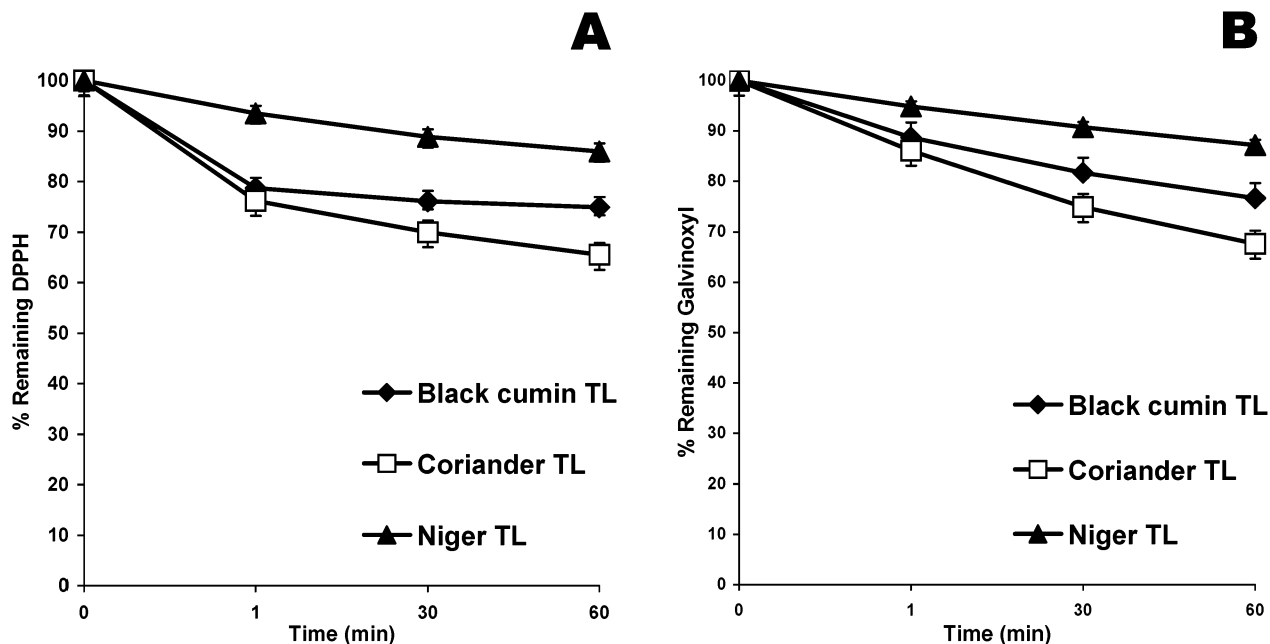 A
100
90
80
70
60
50
40
30
20
10
0
% Remaining DPPH
Black cumin TL
Coriander TL
Niger TL
0 1 30 60
Time (min)
B
100
90
80
70
60
50
40
30
20
10
0
% Remaining Galvinoxyl
Black cumin TL
Coriander TL
Niger TL
0 1 30 60
Time (min)